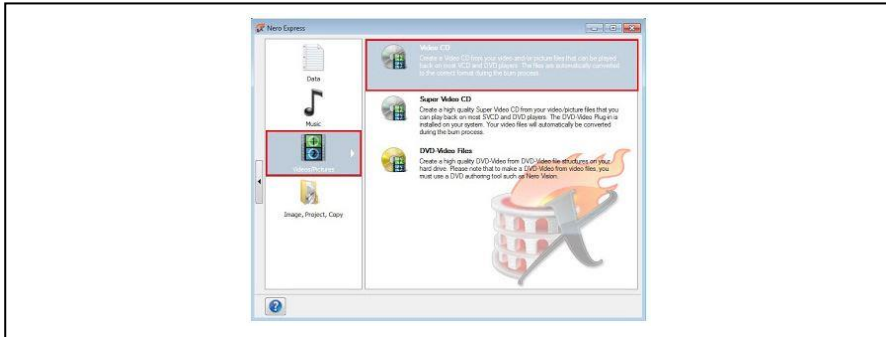 Nero Express
Data
Music
Videos/Pictures
Image, Project, Copy
Video CD
Create a Video CD from your video and/or picture files that can be played
back on most VCD and DVD players. The files are automatically converted
to the correct format during the burn process.
Super Video CD
Create a high quality Super Video CD from your video/picture files that you
can play back on most SVCD and DVD players. The DVD-Video Plug-in is
installed on your system. Your video files will automatically be converted
during the burn process.
DVD-Video Files
Create a high quality DVD-Video from DVD-Video file structures on your
hard drive. Please note that to make a DVD-Video from video files, you
must use a DVD authoring tool such as Nero Vision.